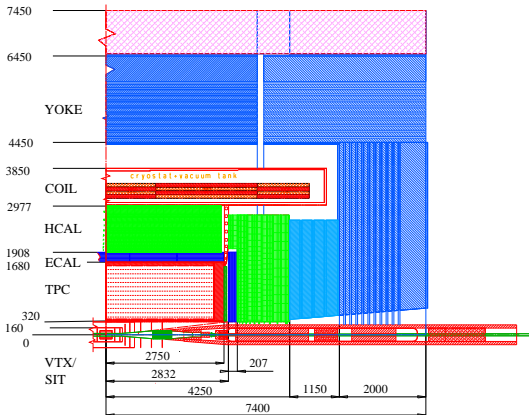 7450
6450
YOKE
4450
3850
cryostat+vacuum tank
COIL
2977
HCAL
1908
ECAL
1680
TPC
320
160
0
VTX/
SIT
2750
207
2832
4250
1150
2000
7400